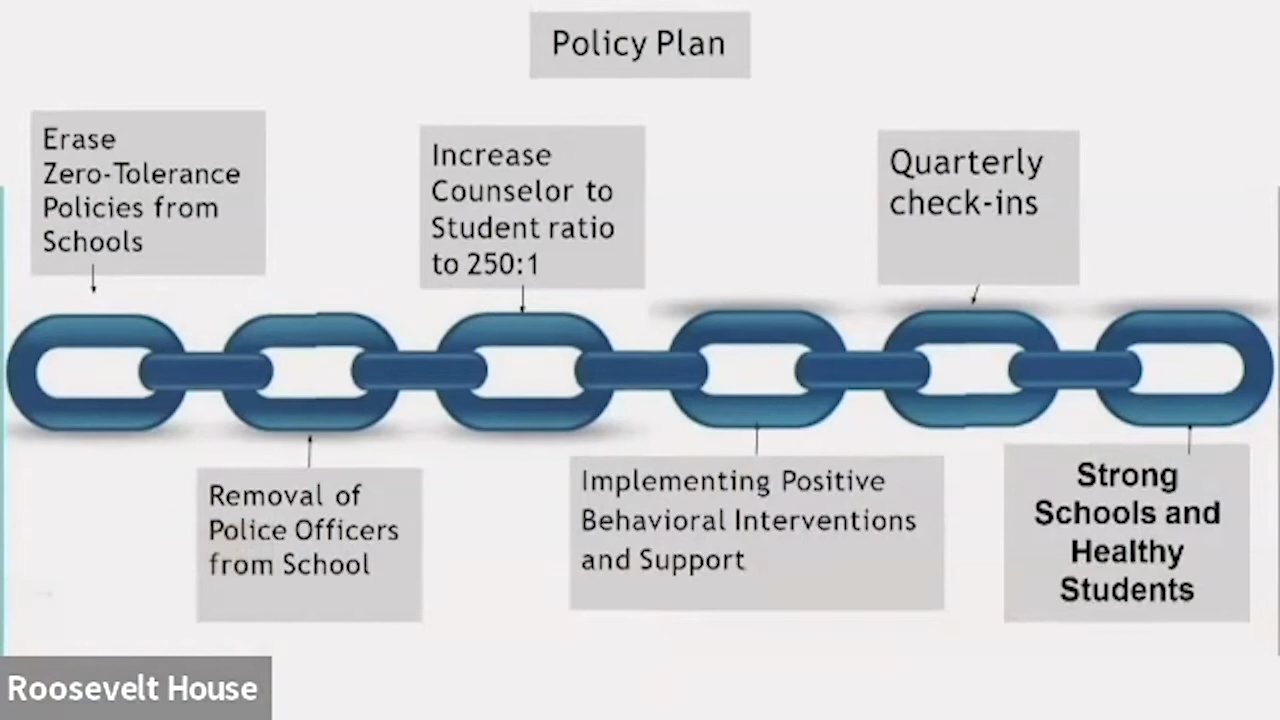 Policy Plan
Erase
Zero-Tolerance
Policies from
Schools
Increase
Counselor to
Student ratio
to 250:1
Quarterly
check-ins
Removal of
Police Officers
from School
Implementing Positive
Behavioral Interventions
and Support
Strong
Schools and
Healthy
Students
Roosevelt House